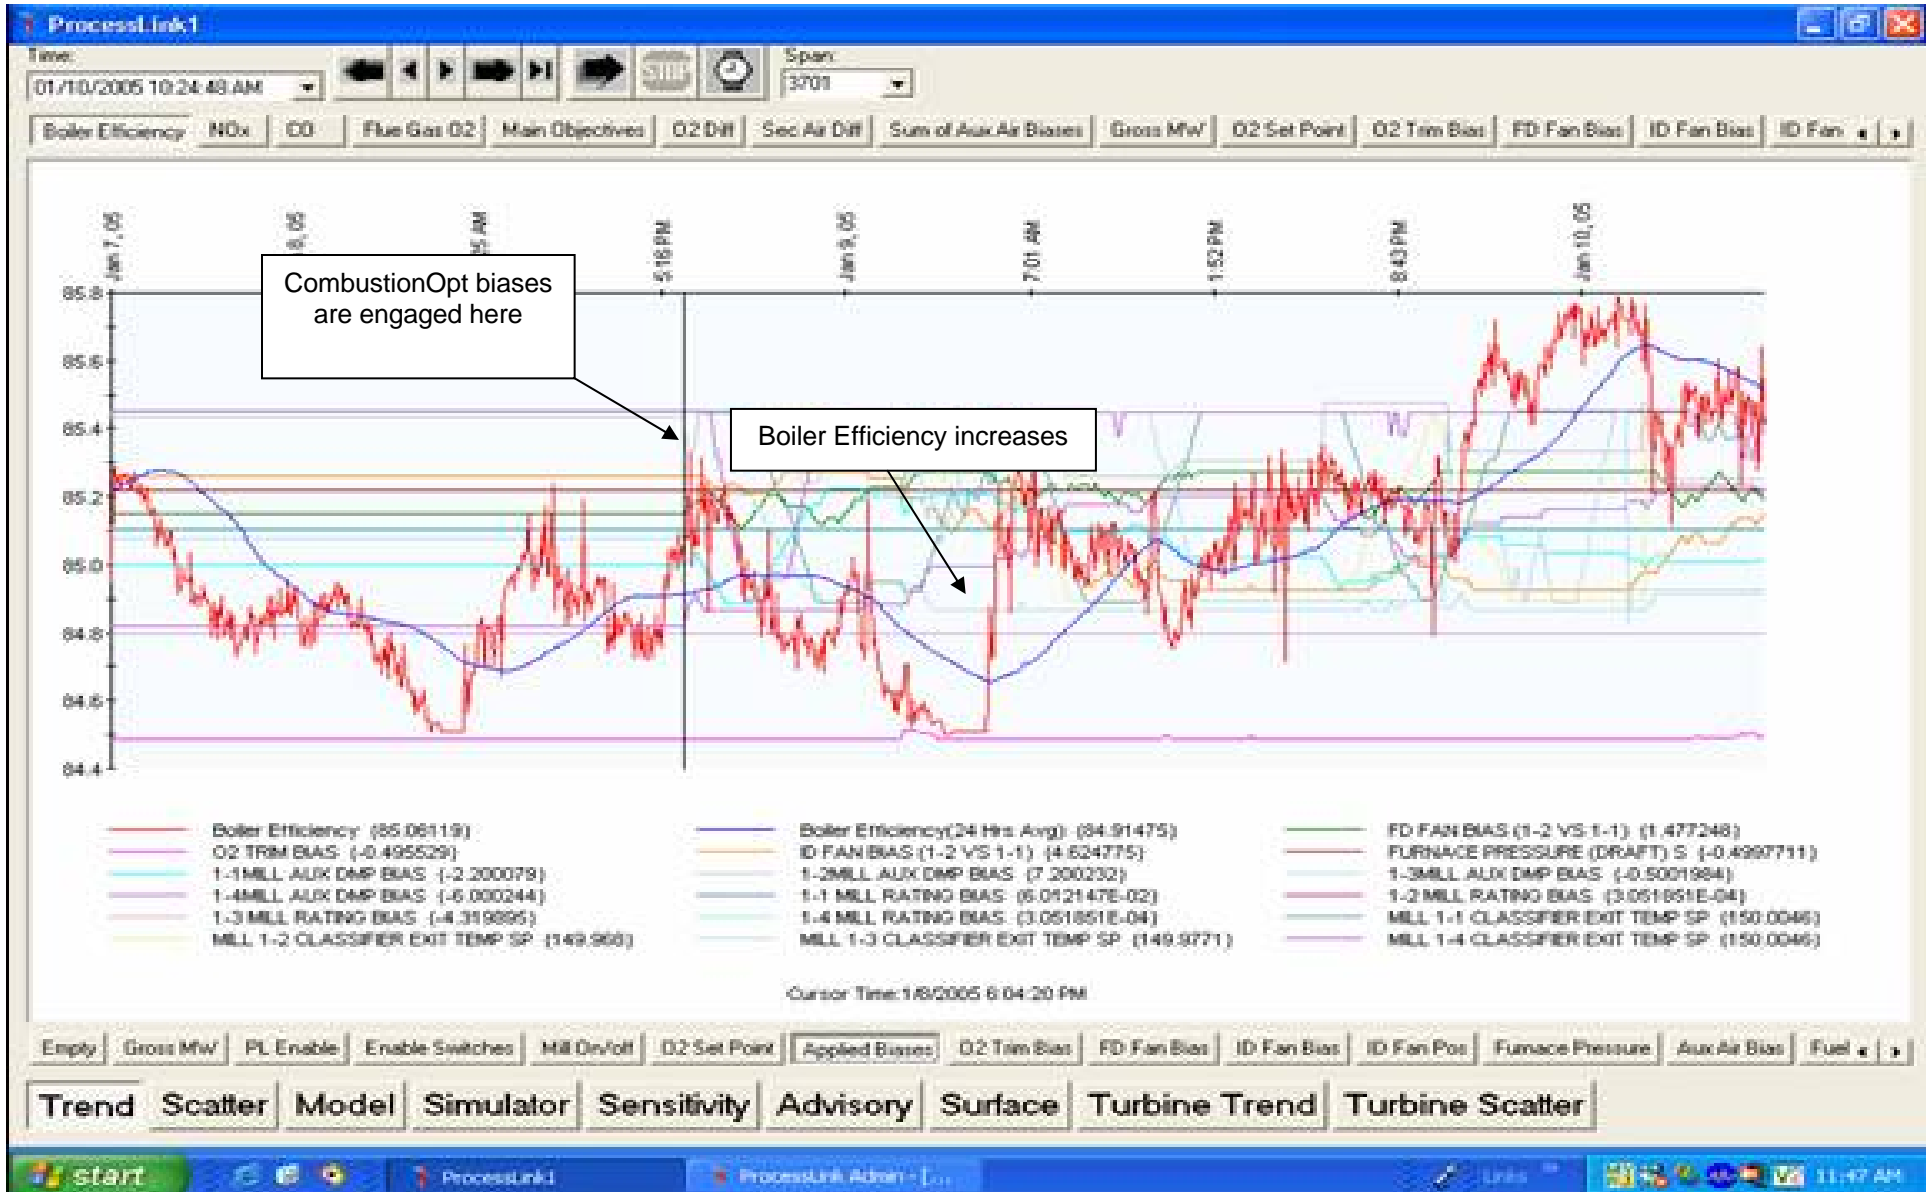 ProcessLink1
Time:
01/10/2005 10:24:48 AM
STOP
Span:
3701
Boiler Efficiency NOx CO Flue Gas O2 Main Objectives O2 Diff Sec Air Diff Sum of Aux Air Biases Gross MW O2 Set Point O2 Trim Bias FD Fan Bias ID Fan Bias ID Fan
Jan 7, 05
8, 05
AM
5:16 PM
Jan 9, 05
7:01 AM
1:52 PM
8:43 PM
Jan 10, 05
CombustionOpt biases
are engaged here
Boiler Efficiency increases
85.8
85.6
85.4
85.2
85.0
84.8
84.6
84.4
Boiler Efficiency (85.06119)
Boiler Efficiency(24 Hrs Avg) (84.91475)
FD FAN BIAS (1-2 VS 1-1) (1.477248)
O2 TRIM BIAS (-0.495529)
ID FAN BIAS (1-2 VS 1-1) (4.624775)
FURNACE PRESSURE (DRAFT) S (-0.4997711)
1-1MILL AUX DMP BIAS (-2.200079)
1-2MILL AUX DMP BIAS (7.200232)
1-3MILL AUX DMP BIAS (-0.5001984)
1-4MILL AUX DMP BIAS (-6.000244)
1-1 MILL RATING BIAS (6.012147E-02)
1-2 MILL RATING BIAS (3.051851E-04)
1-3 MILL RATING BIAS (-4.319895)
1-4 MILL RATING BIAS (3.051851E-04)
MILL 1-1 CLASSIFIER EXIT TEMP SP (150.0046)
MILL 1-2 CLASSIFIER EXIT TEMP SP (149.968)
MILL 1-3 CLASSIFIER EXIT TEMP SP (149.9771)
MILL 1-4 CLASSIFIER EXIT TEMP SP (150.0046)
Cursor Time:1/8/2005 6:04:20 PM
Empty Gross MW PL Enable Enable Switches Mill On/off O2 Set Point Applied Biases O2 Trim Bias FD Fan Bias ID Fan Bias ID Fan Pos Furnace Pressure Aux Air Bias Fuel
Trend Scatter Model Simulator Sensitivity Advisory Surface Turbine Trend Turbine Scatter
start ProcessLink1 ProcessLink Admin - [... Links » 11:47 AM